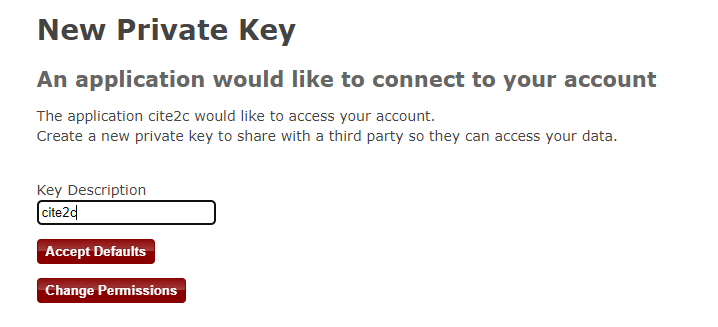 New Private Key
An application would like to connect to your account
The application cite2c would like to access your account.
Create a new private key to share with a third party so they can access your data.
Key Description
cite2c
Accept Defaults
Change Permissions